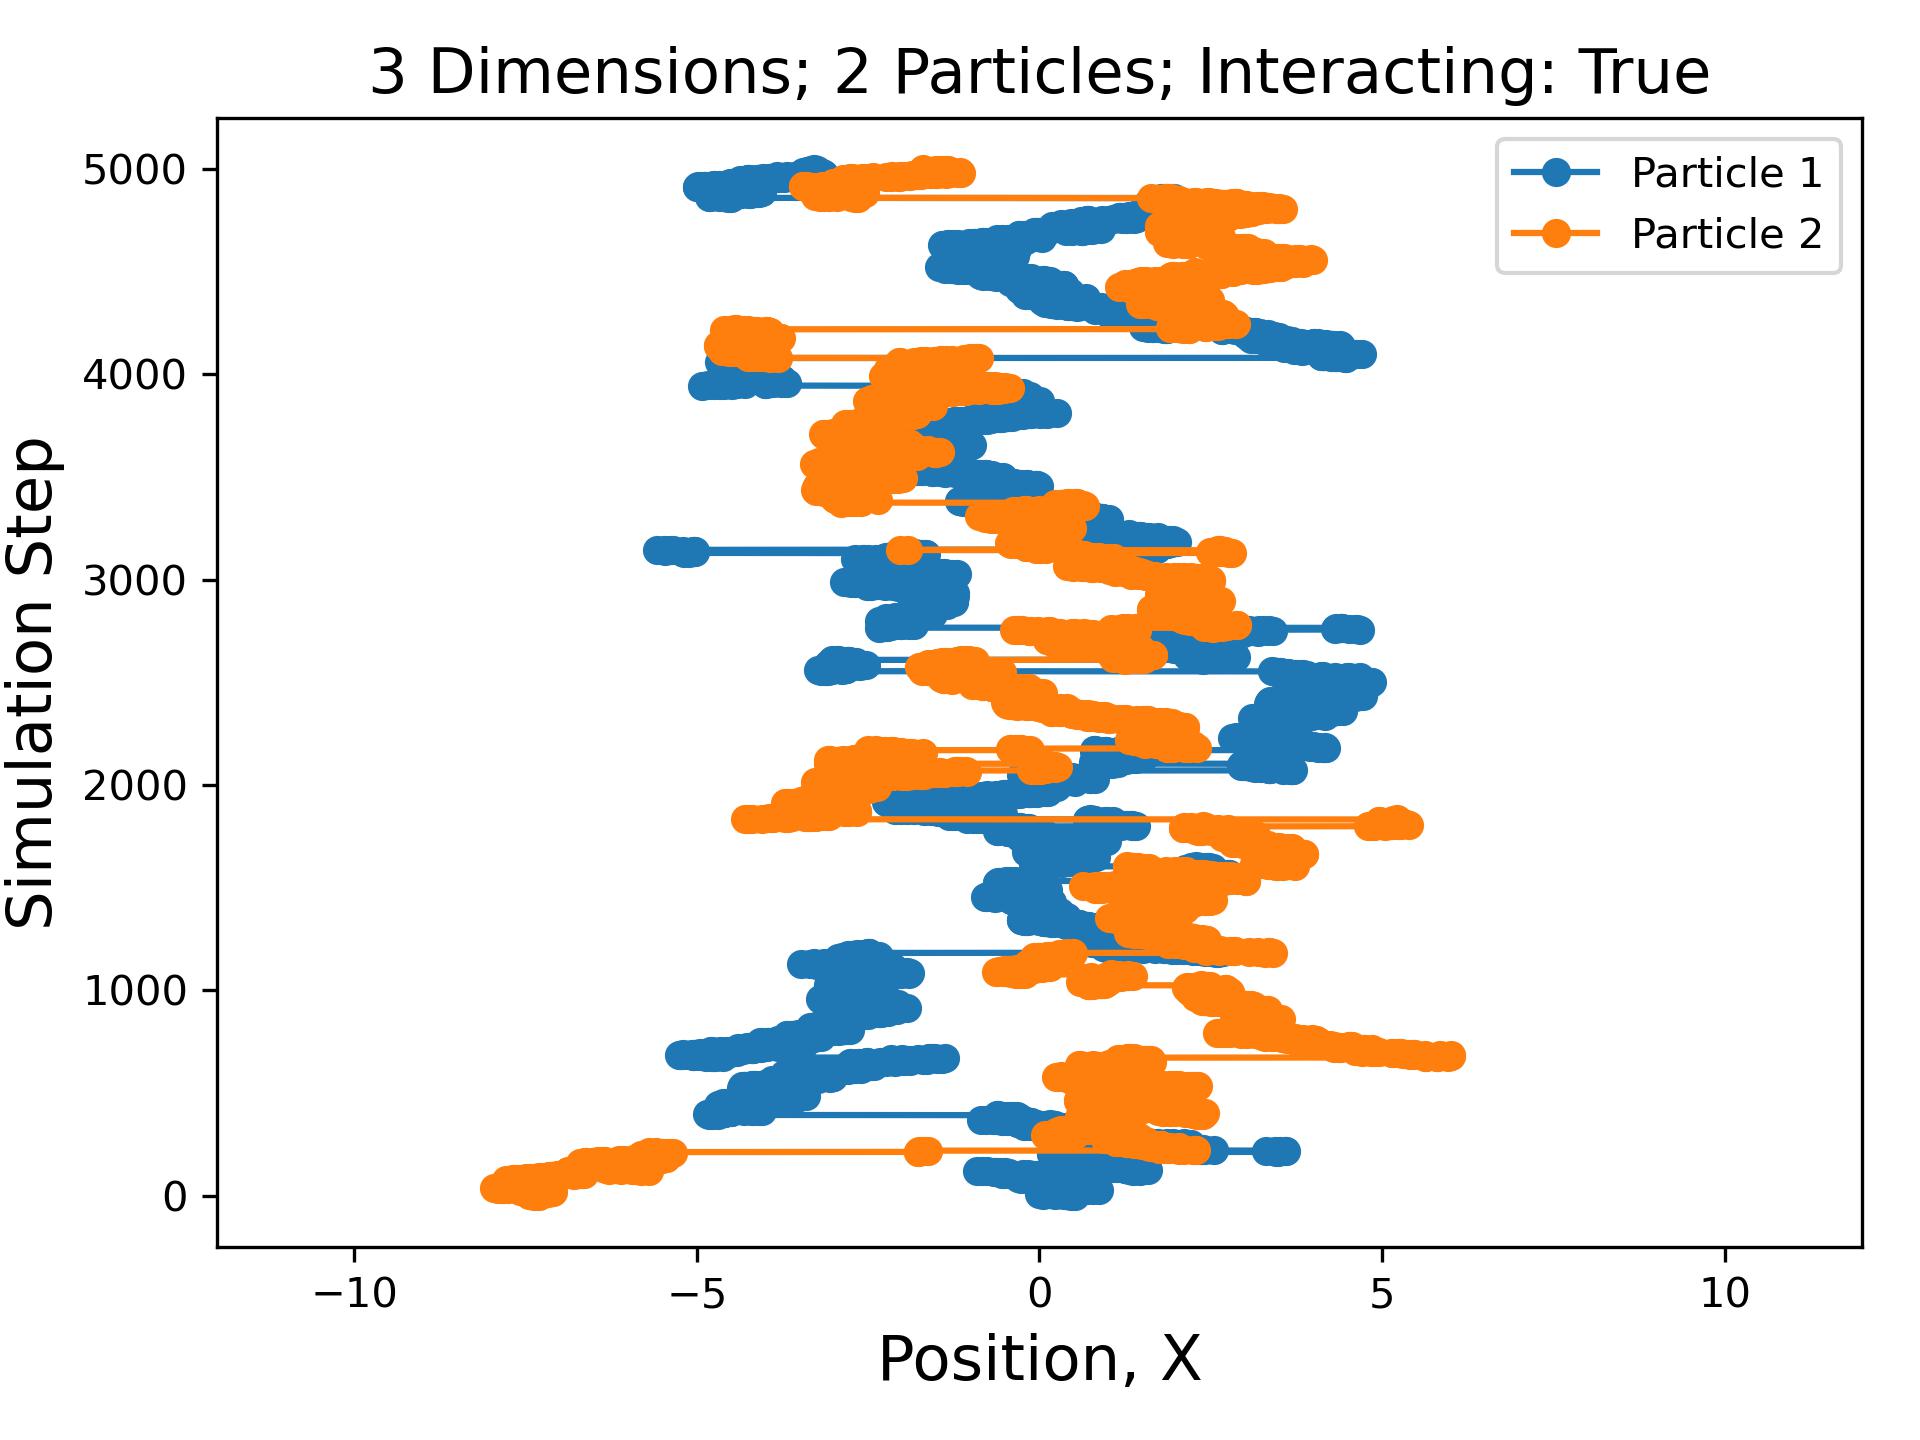 3 Dimensions; 2 Particles; Interacting: True
Particle 1
Particle 2
5000
4000
3000
2000
1000
0
Simulation Step
−10
−5
0
5
10
Position, X